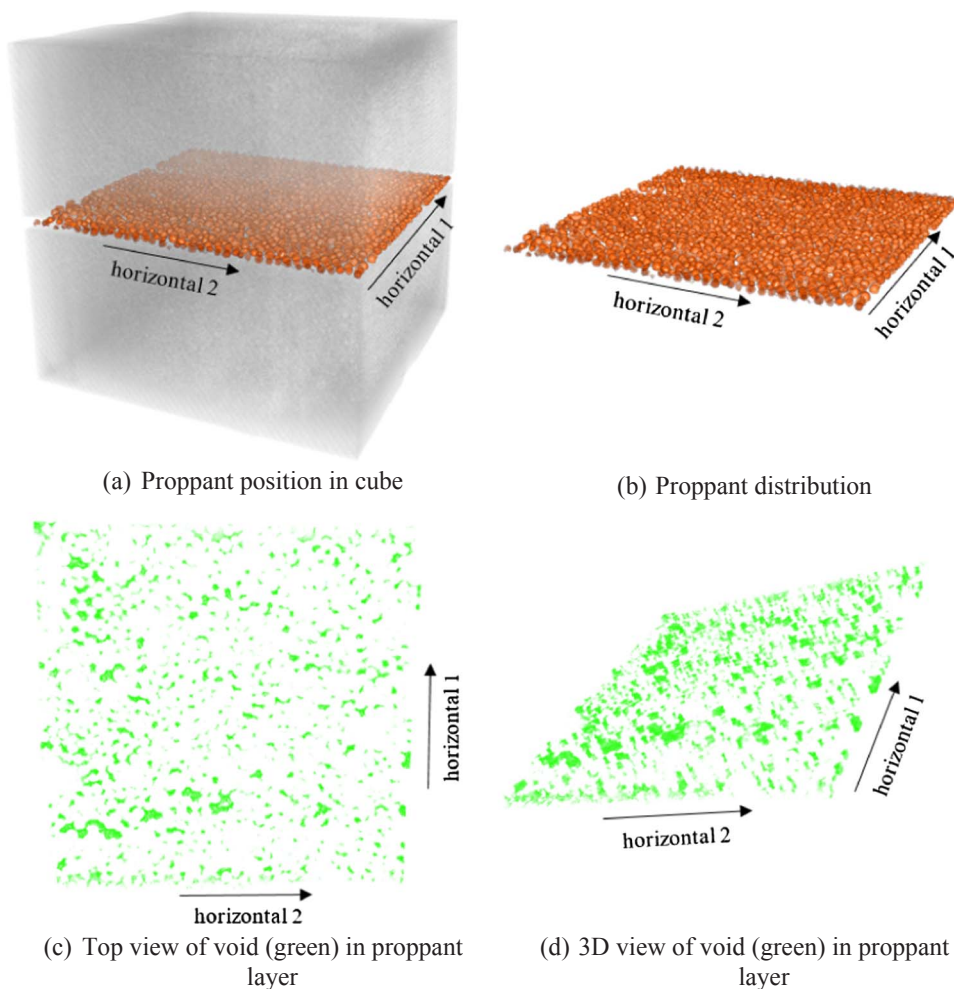 horizontal 2
horizontal 1
(a) Proppant position in cube
horizontal 2
horizontal 1
(b) Proppant distribution
horizontal 1
horizontal 2
(c) Top view of void (green) in proppant
layer
horizontal 1
horizontal 2
(d) 3D view of void (green) in proppant
layer